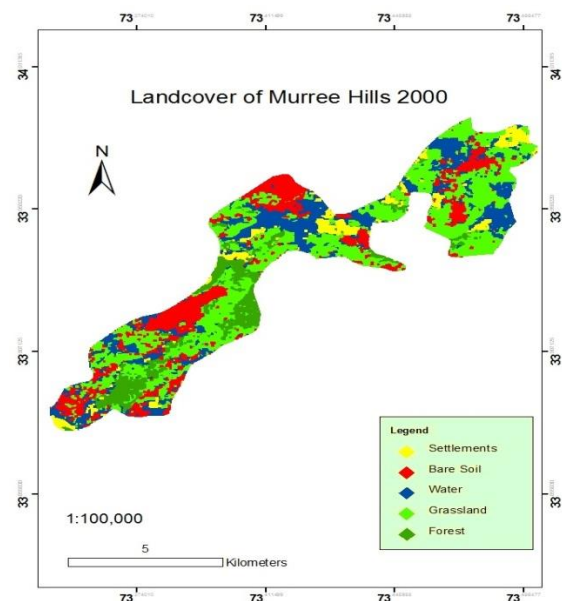 73 73 73 73
34
33
33
33
34
33
33
33
Landcover of Murree Hills 2000
N
Legend
Settlements
Bare Soil
Water
Grassland
Forest
1:100,000
5
Kilometers
73 73 73 73